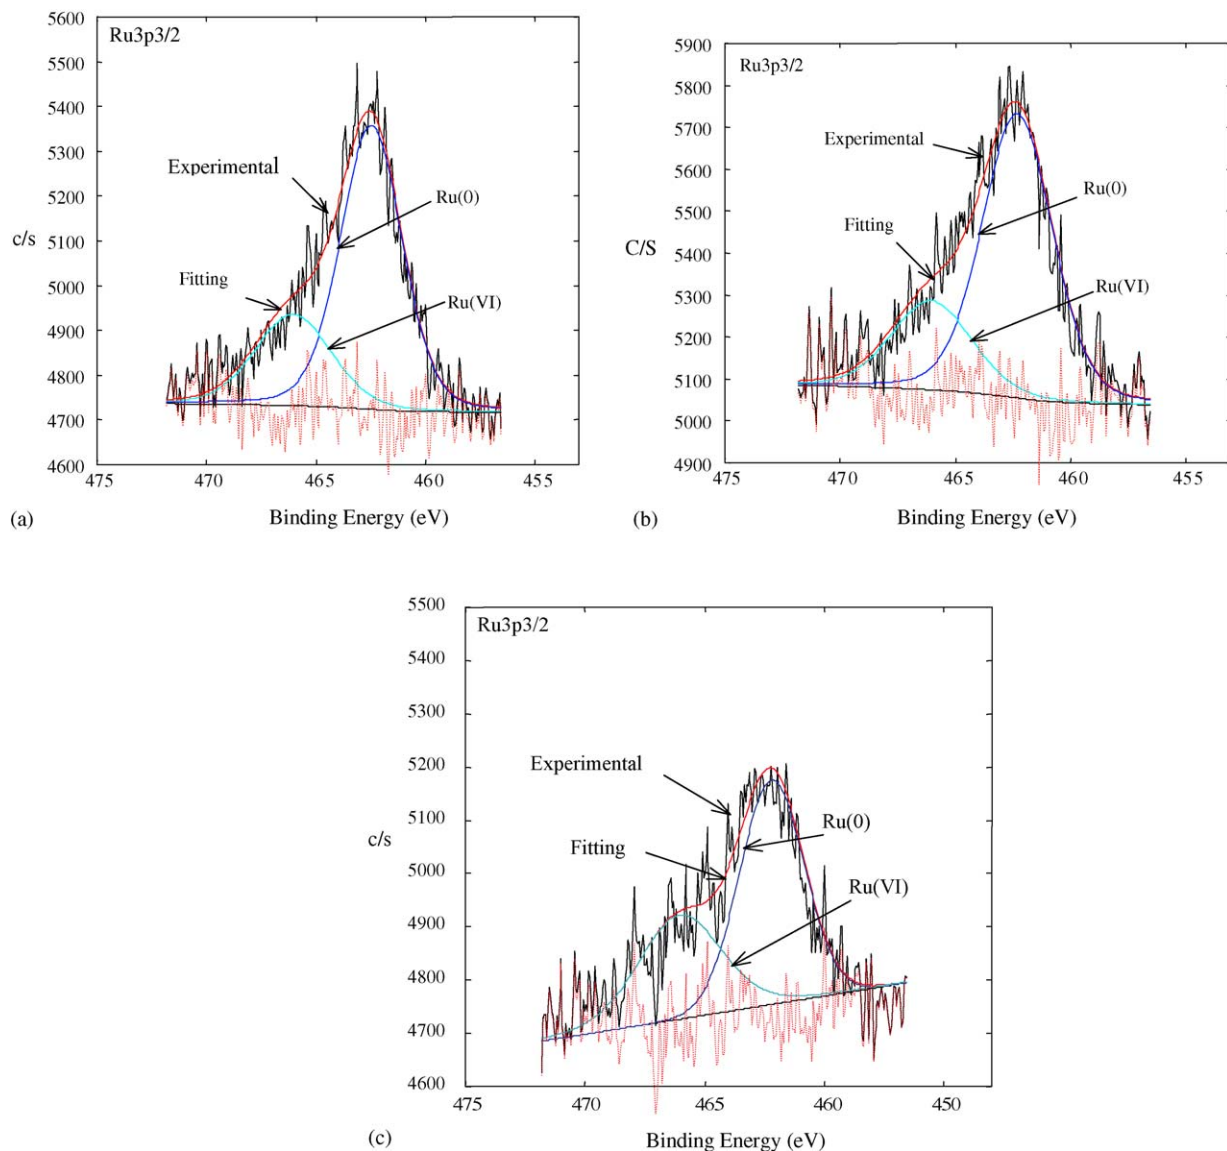 Ru3p3/2
5600
5500
5400
5300
5200
5100
c/s
5000
4900
4800
4700
4600
Experimental
Ru(0)
Fitting
Ru(VI)
475
470
465
460
455
Binding Energy (eV)
(a)
Ru3p3/2
5900
5800
5700
5600
5500
5400
C/S
5300
5200
5100
5000
4900
Experimental
Ru(0)
Fitting
Ru(VI)
475
470
465
460
455
Binding Energy (eV)
(b)
Ru3p3/2
5500
5400
5300
5200
5100
c/s
5000
4900
4800
4700
4600
Experimental
Ru(0)
Fitting
Ru(VI)
475
470
465
460
450
Binding Energy (eV)
(c)